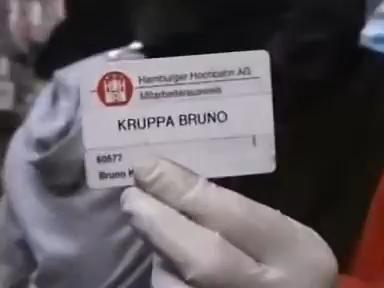 Hamburger Hochbahn AG
Mitarbeiterausweis
KRUPPA BRUNO
60577
Bruno K